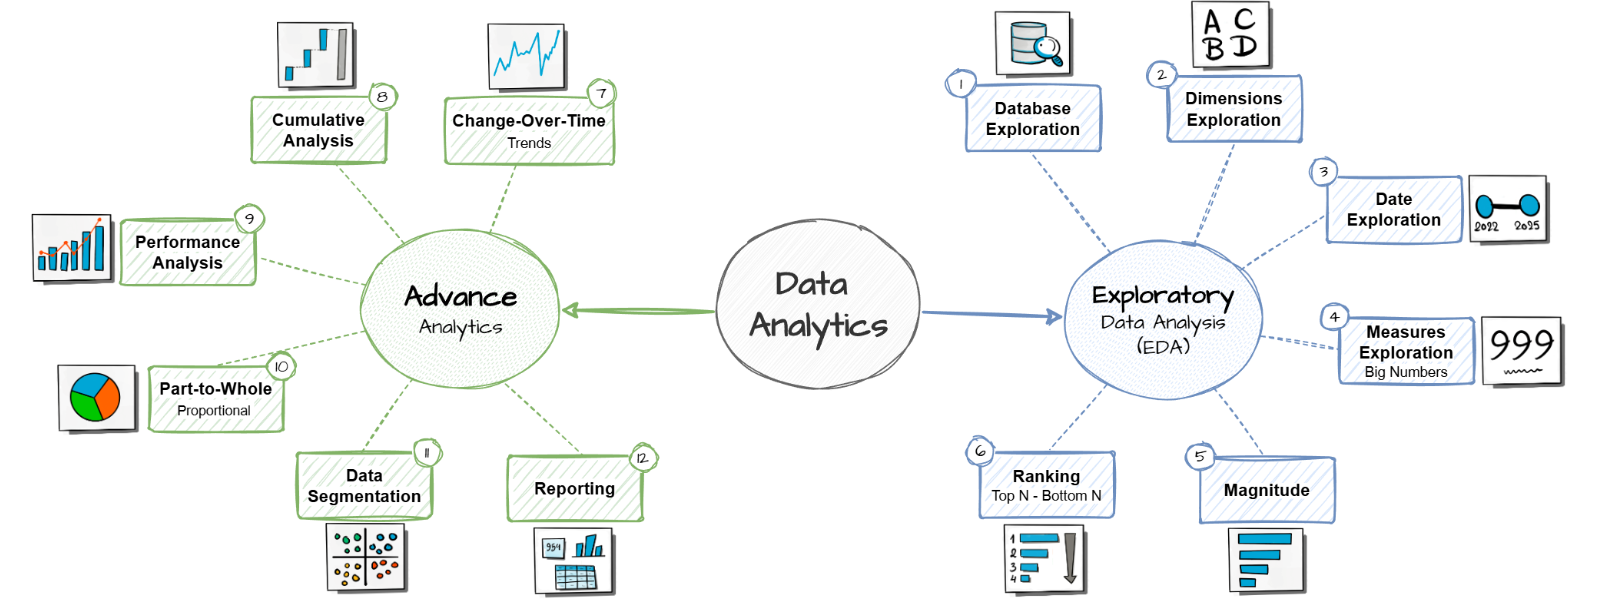 Data
Analytics
Exploratory
Data Analysis
(EDA)
1
Database
Exploration
2
A C
B D
Dimensions
Exploration
3
Date
Exploration
2022 2025
4
Measures
Exploration
Big Numbers
999
5
Magnitude
6
Ranking
Top N - Bottom N
1
2
3
4
Advance
Analytics
7
Change-Over-Time
Trends
8
Cumulative
Analysis
9
Performance
Analysis
10
Part-to-Whole
Proportional
11
Data
Segmentation
12
Reporting